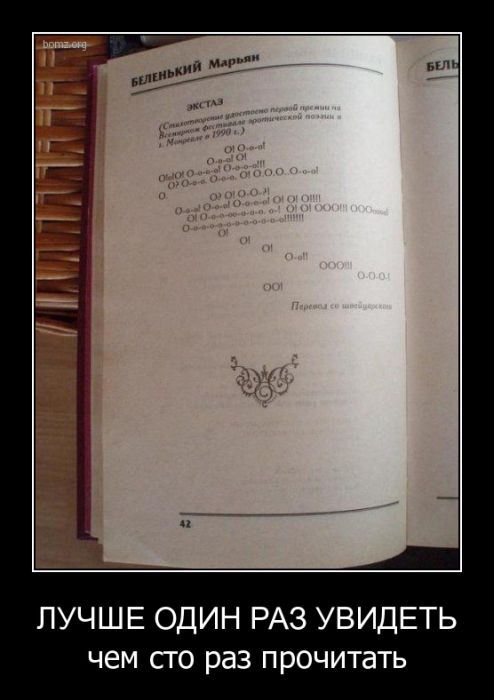 bomz.org
БЕЛЕНЬКИЙ Марьян
БЕЛЬ
ЭКСТАЗ
(Стихотворение удостоено первой премии на
Всемирном фестивале эротической поэзии в
г. Монреале в 1990 г.)
О! О-о-о!
О-о-о! О!
О!о!О! О-о-о-о! О-о-о-о!!!
О? О-о-о. О-о-о. О! О.О.О..О-о-о!
О.
О? О! О-О-?!
О-о-о! О-о-о! О-о-о-о! О! О! О!!!!
О! О-о-о-оо-о-о-о. о-! О! О! ООО!!! ОООоооо!
О-о-о-о-о-о-о-о-о-о-о-о!!!!!!!
О!
О!
О!
О-о!!
ООО!!!
О-О-О-!
ОО!
Перевод со швейцарского
42
ЛУЧШЕ ОДИН РАЗ УВИДЕТЬ
чем сто раз прочитать